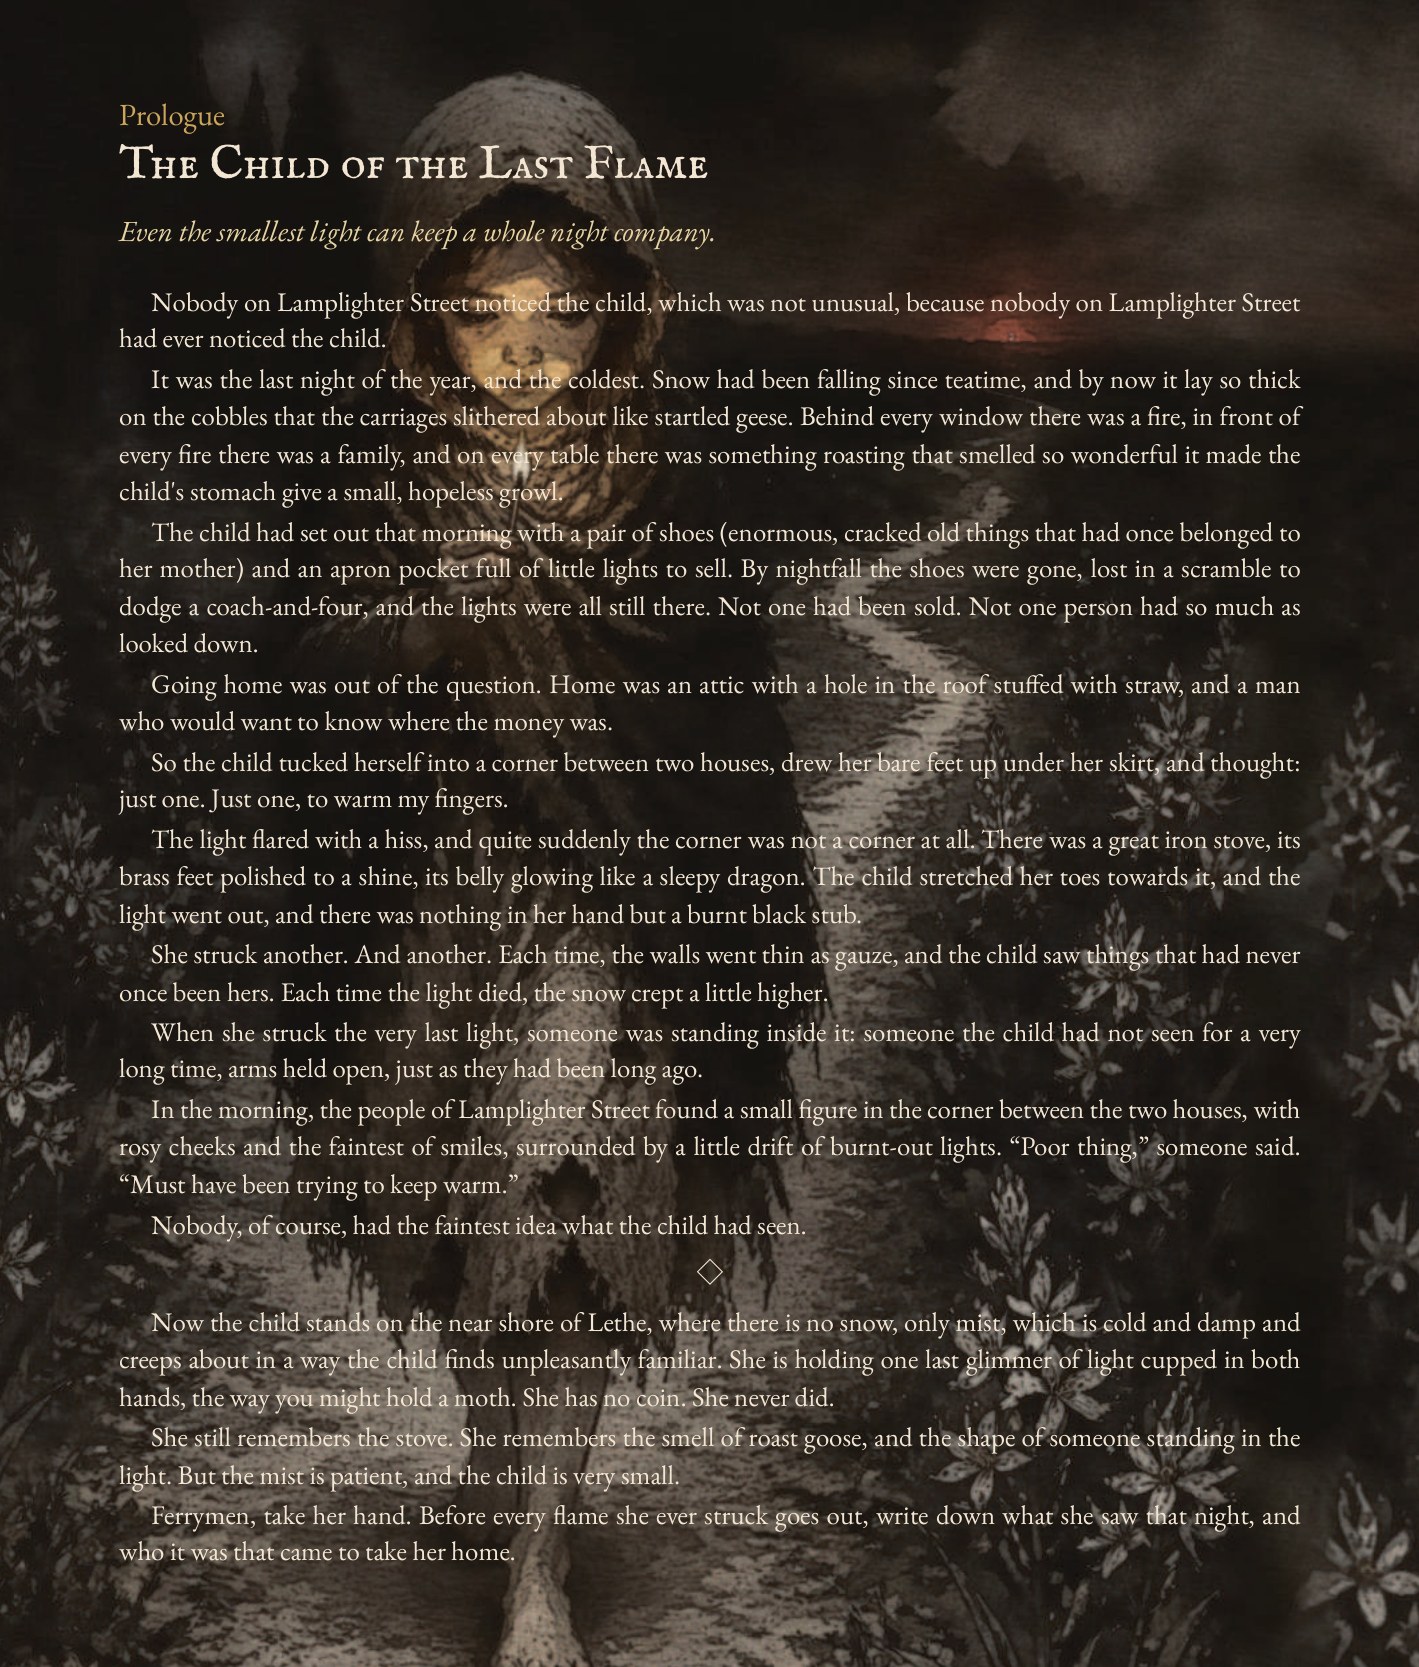 Prologue
The Child of the Last Flame
Even the smallest light can keep a whole night company.
Nobody on Lamplighter Street noticed the child, which was not unusual, because nobody on Lamplighter Street
had ever noticed the child.
It was the last night of the year, and the coldest. Snow had been falling since teatime, and by now it lay so thick
on the cobbles that the carriages slithered about like startled geese. Behind every window there was a fire, in front of
every fire there was a family, and on every table there was something roasting that smelled so wonderful it made the
child's stomach give a small, hopeless growl.
The child had set out that morning with a pair of shoes (enormous, cracked old things that had once belonged to
her mother) and an apron pocket full of little lights to sell. By nightfall the shoes were gone, lost in a scramble to
dodge a coach-and-four, and the lights were all still there. Not one had been sold. Not one person had so much as
looked down.
Going home was out of the question. Home was an attic with a hole in the roof stuffed with straw, and a man
who would want to know where the money was.
So the child tucked herself into a corner between two houses, drew her bare feet up under her skirt, and thought:
just one. Just one, to warm my fingers.
The light flared with a hiss, and quite suddenly the corner was not a corner at all. There was a great iron stove, its
brass feet polished to a shine, its belly glowing like a sleepy dragon. The child stretched her toes towards it, and the
light went out, and there was nothing in her hand but a burnt black stub.
She struck another. And another. Each time, the walls went thin as gauze, and the child saw things that had never
once been hers. Each time the light died, the snow crept a little higher.
When she struck the very last light, someone was standing inside it: someone the child had not seen for a very
long time, arms held open, just as they had been long ago.
In the morning, the people of Lamplighter Street found a small figure in the corner between the two houses, with
rosy cheeks and the faintest of smiles, surrounded by a little drift of burnt-out lights. “Poor thing,” someone said.
“Must have been trying to keep warm.”
Nobody, of course, had the faintest idea what the child had seen.
Now the child stands on the near shore of Lethe, where there is no snow, only mist, which is cold and damp and
creeps about in a way the child finds unpleasantly familiar. She is holding one last glimmer of light cupped in both
hands, the way you might hold a moth. She has no coin. She never did.
She still remembers the stove. She remembers the smell of roast goose, and the shape of someone standing in the
light. But the mist is patient, and the child is very small.
Ferrymen, take her hand. Before every flame she ever struck goes out, write down what she saw that night, and
who it was that came to take her home.